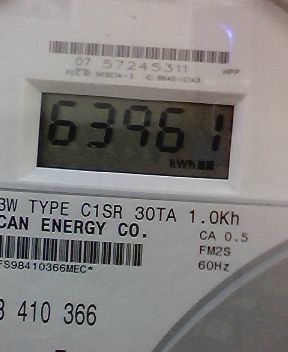 07 57245311
63961
kWh
3W TYPE C1SR 30TA 1.0Kh
CAN ENERGY CO.
CA 0.5
FM2S
60Hz
FS98410366MEC*
410 366